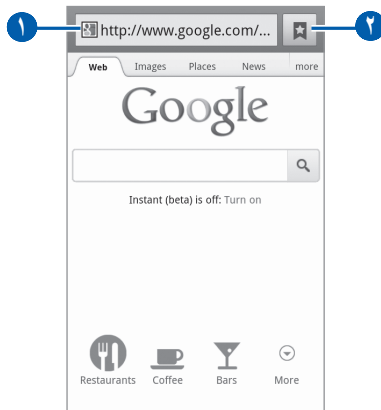 ١ http://www.google.com/... ٢
Web Images Places News more
Google
Instant (beta) is off: Turn on
Restaurants Coffee Bars More